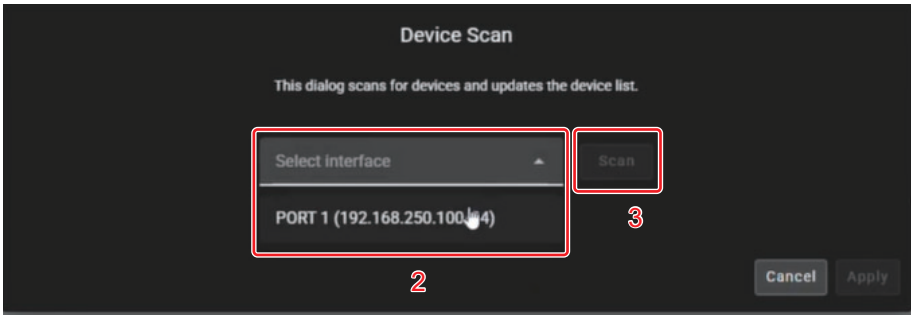 Device Scan
This dialog scans for devices and updates the device list.
Select interface
Scan
PORT 1 (192.168.250.100 4)
3
2
Cancel
Apply